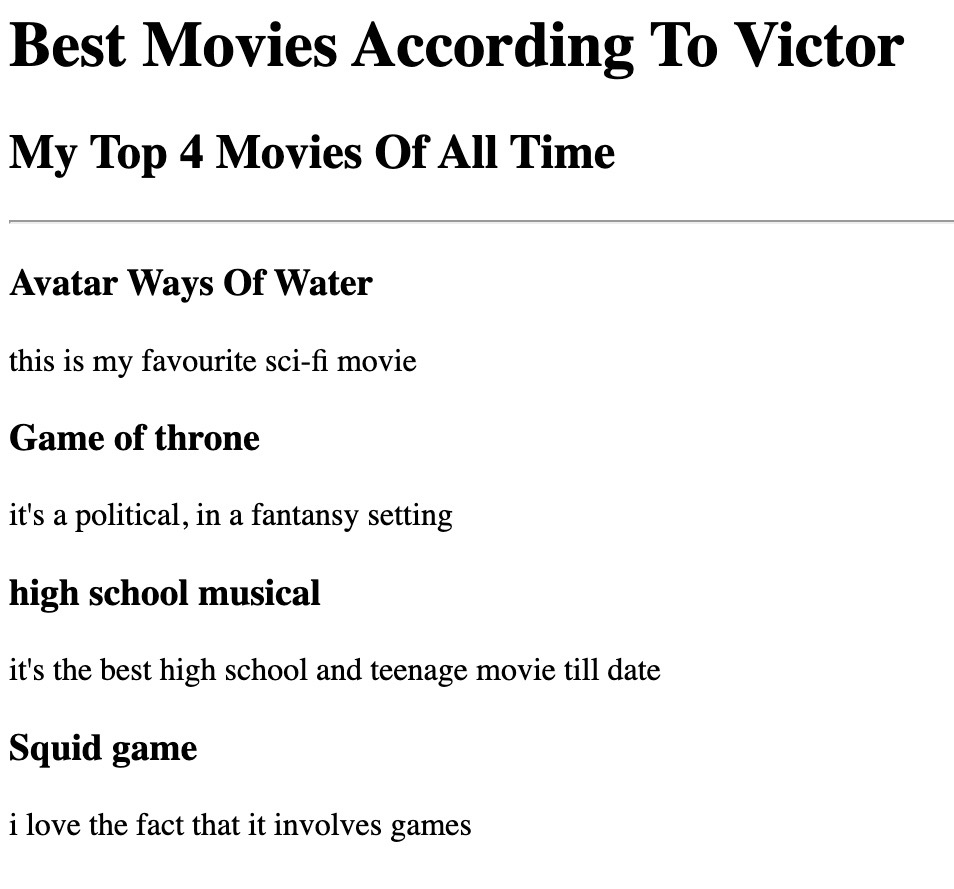 Best Movies According To Victor
My Top 4 Movies Of All Time
Avatar Ways Of Water
this is my favourite sci-fi movie
Game of throne
it's a political, in a fantansy setting
high school musical
it's the best high school and teenage movie till date
Squid game
i love the fact that it involves games